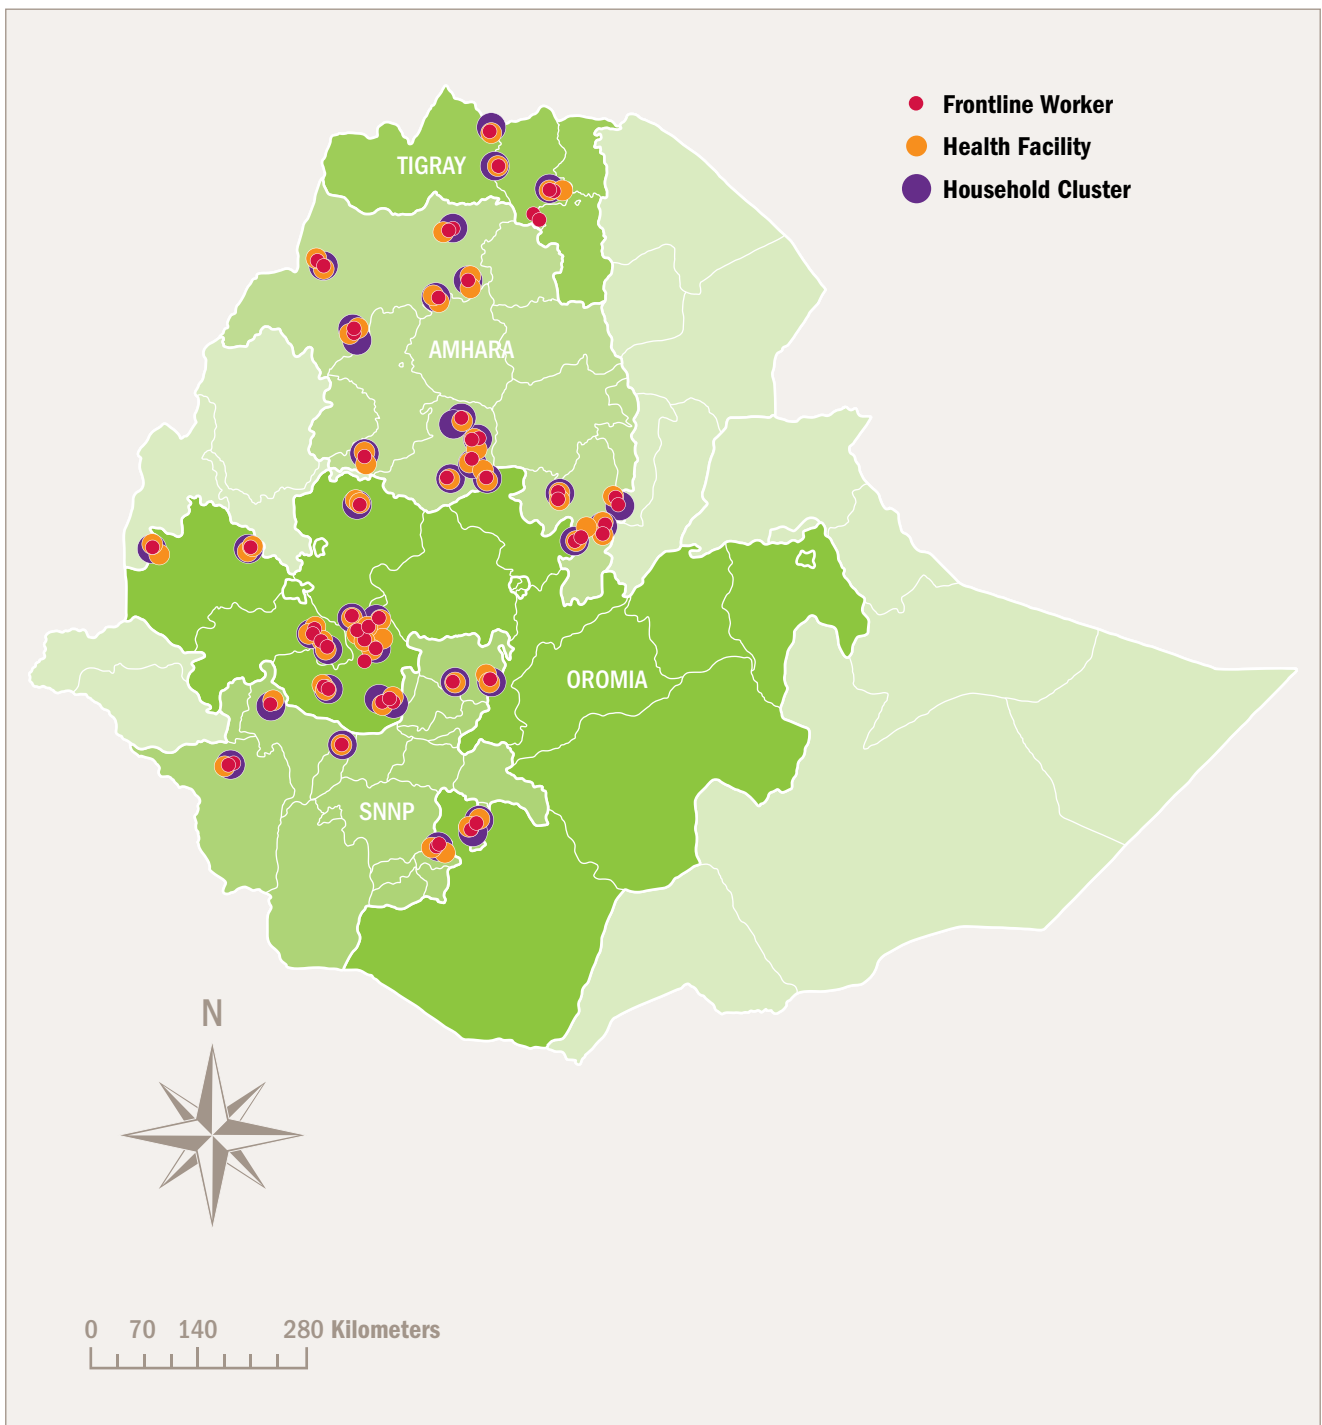 Frontline Worker
Health Facility
Household Cluster
TIGRAY
AMHARA
OROMIA
SNNP
N
0 70 140 280 Kilometers